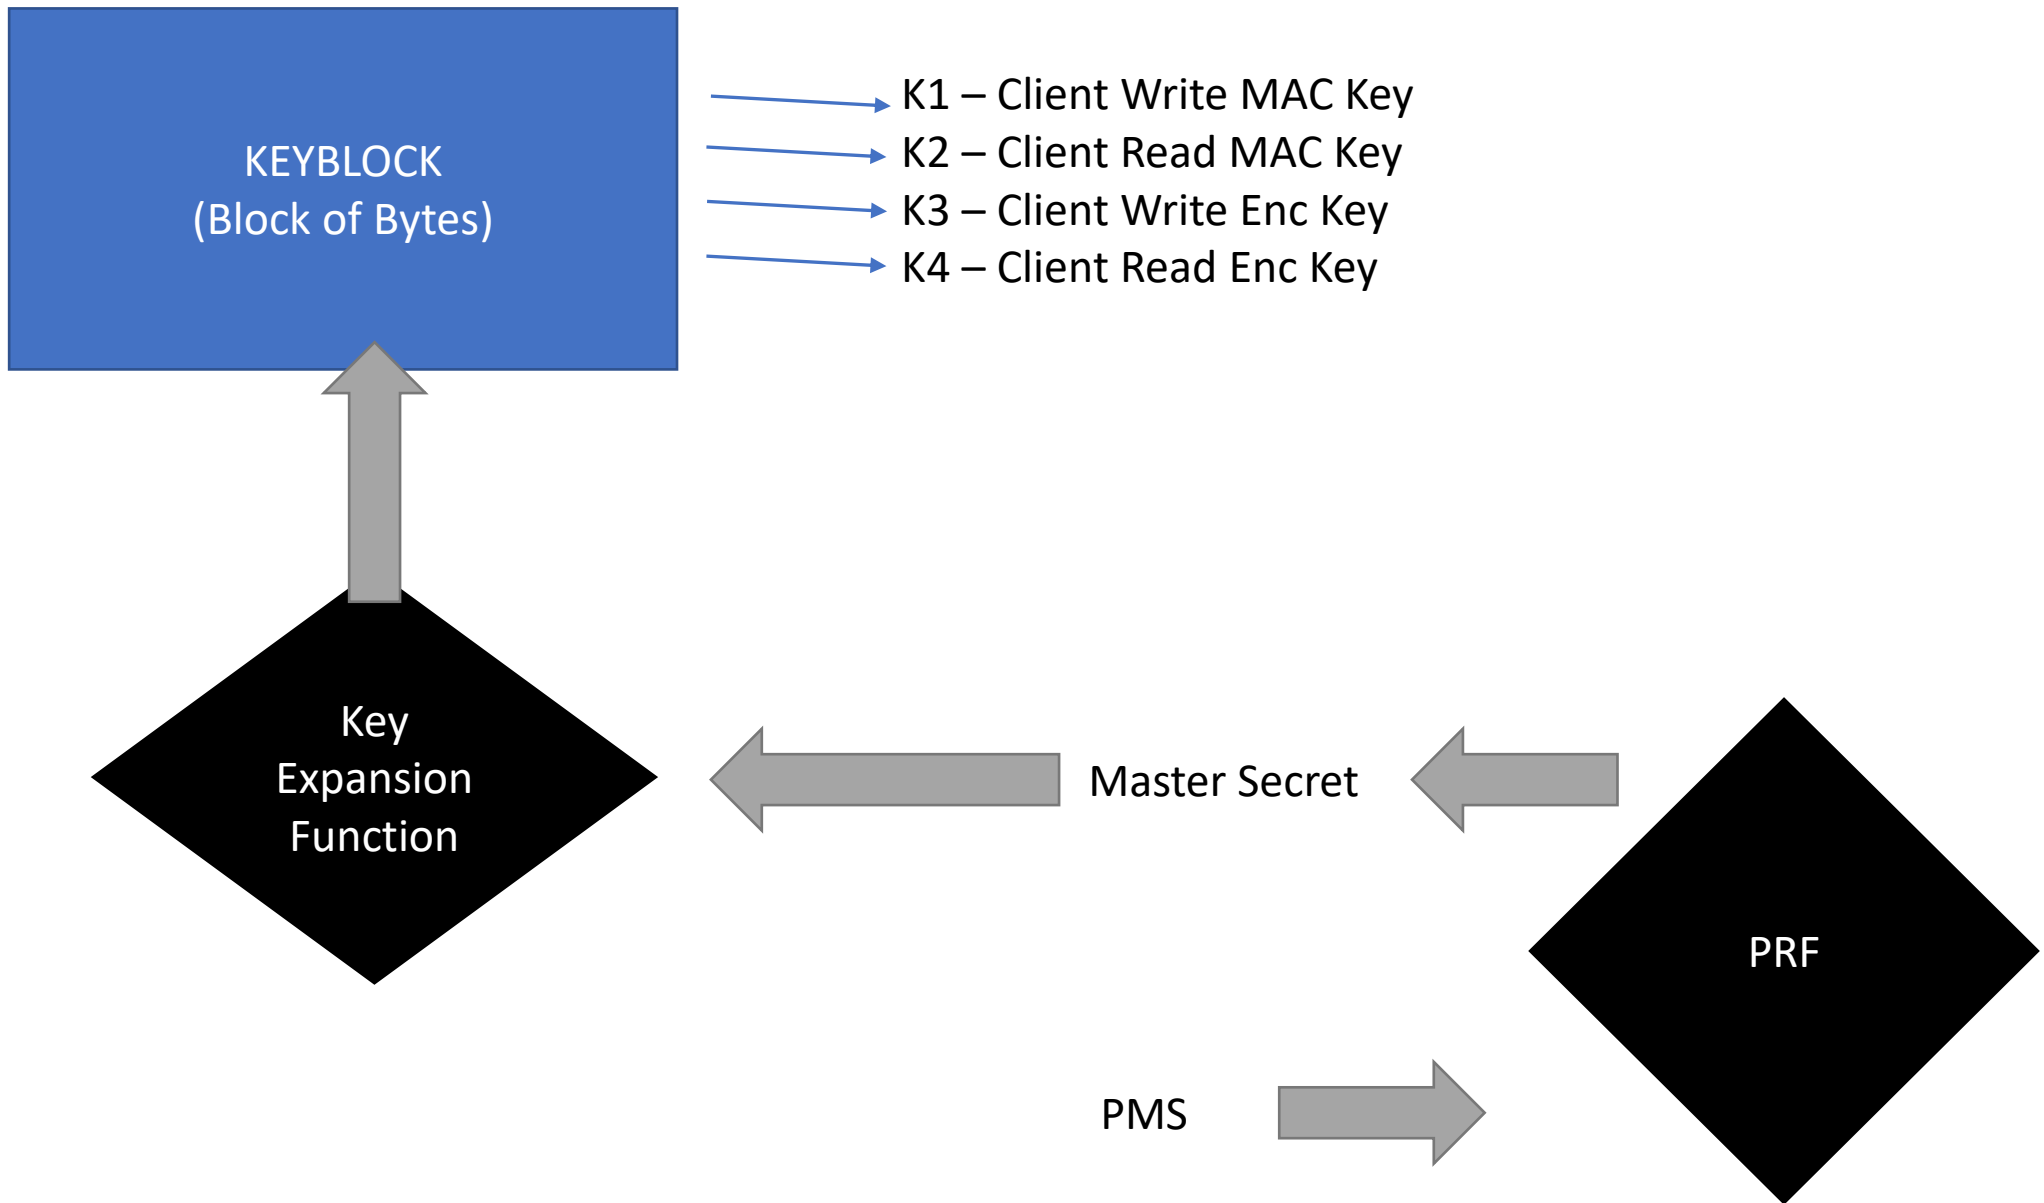 KEYBLOCK
(Block of Bytes)
K1 – Client Write MAC Key
K2 – Client Read MAC Key
K3 – Client Write Enc Key
K4 – Client Read Enc Key
Key
Expansion
Function
Master Secret
PRF
PMS